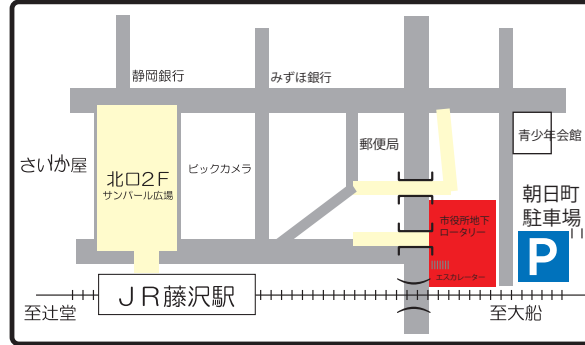 静岡銀行
みずほ銀行
さいか屋
北口2F
サンパール広場
ビックカメラ
郵便局
青少年会館
市役所地下
ロータリー
エスカレーター
朝日町
駐車場
P
JR藤沢駅
至辻堂
至大船